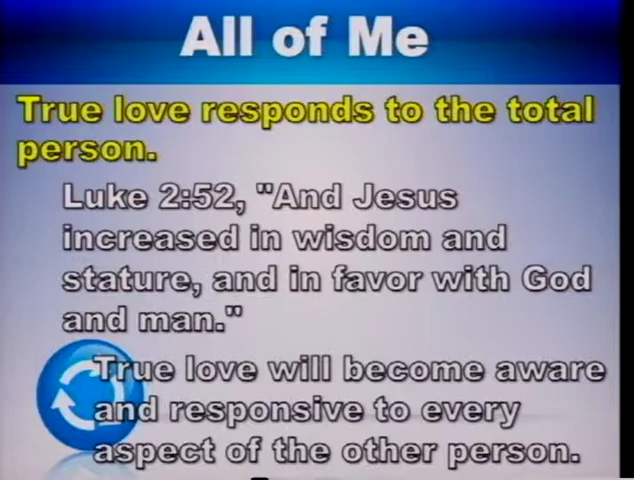 All of Me
True love responds to the total
person.
Luke 2:52, "And Jesus
increased in wisdom and
stature, and in favor with God
and man."
True love will become aware
and responsive to every
aspect of the other person.